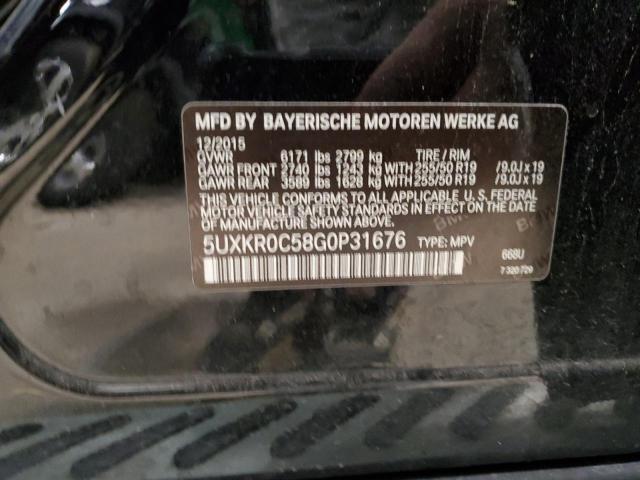 MFD BY BAYERISCHE MOTOREN WERKE AG
12/2015
GVWR 6171 lbs 2799 kg TIRE / RIM
GAWR FRONT 2740 lbs 1243 kg WITH 255/50 R19 /9.0J x 19
GAWR REAR 3589 lbs 1628 kg WITH 255/50 R19 /9.0J x 19
THIS VEHICLE CONFORMS TO ALL APPLICABLE U. S. FEDERAL
MOTOR VEHICLE SAFETY STANDARDS IN EFFECT ON THE DATE
OF MANUFACTURE SHOWN ABOVE.
5UXKR0C58G0P31676 TYPE: MPV
668U
7 320 729